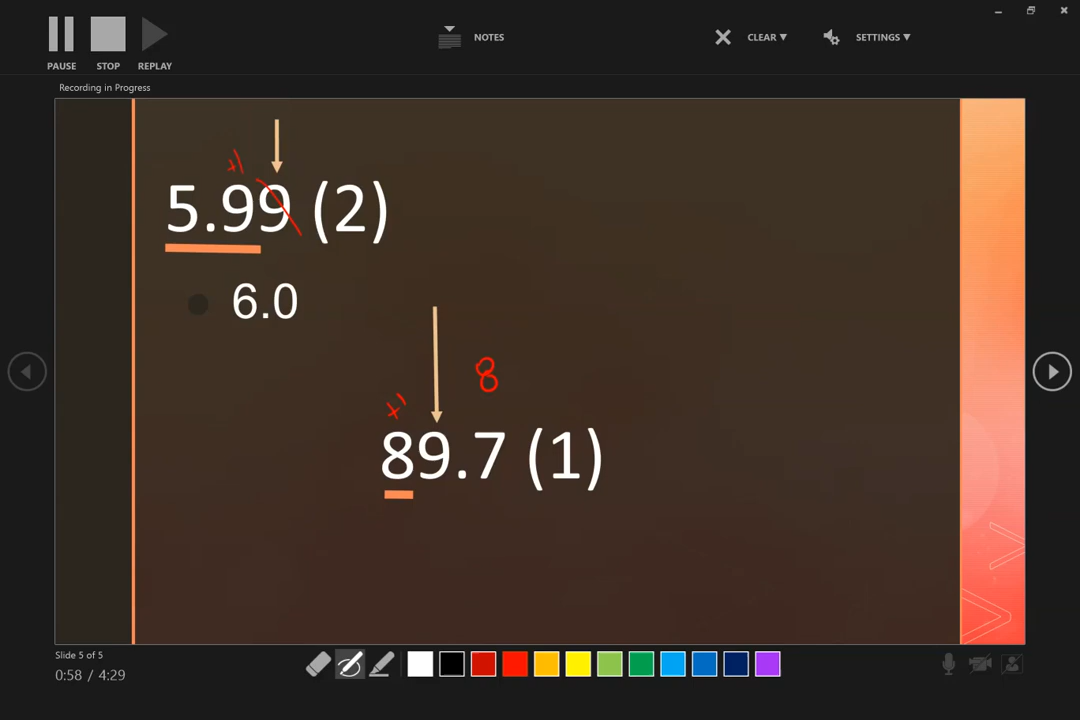 PAUSE STOP REPLAY
NOTES
CLEAR
SETTINGS
Recording in Progress
+1
5.99 (2)
6.0
8
+1
89.7 (1)
Slide 5 of 5
0:58 / 4:29